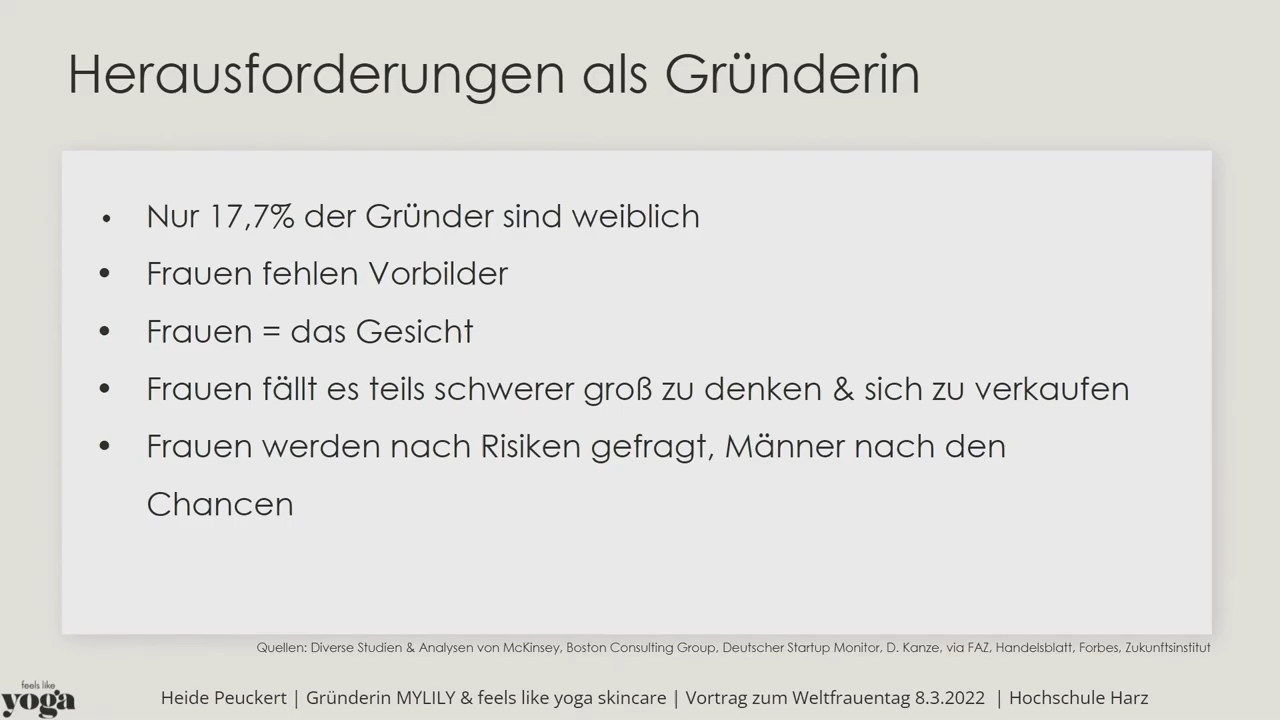 Herausforderungen als Gründerin
• Nur 17,7% der Gründer sind weiblich
• Frauen fehlen Vorbilder
• Frauen = das Gesicht
• Frauen fällt es teils schwerer groß zu denken & sich zu verkaufen
• Frauen werden nach Risiken gefragt, Männer nach den
Chancen
Quellen: Diverse Studien & Analysen von McKinsey, Boston Consulting Group, Deutscher Startup Monitor, D. Kanze, via FAZ, Handelsblatt, Forbes, Zukunftsinstitut
feels like
yoga
Heide Peuckert | Gründerin MYLILY & feels like yoga skincare | Vortrag zum Weltfrauentag 8.3.2022 | Hochschule Harz